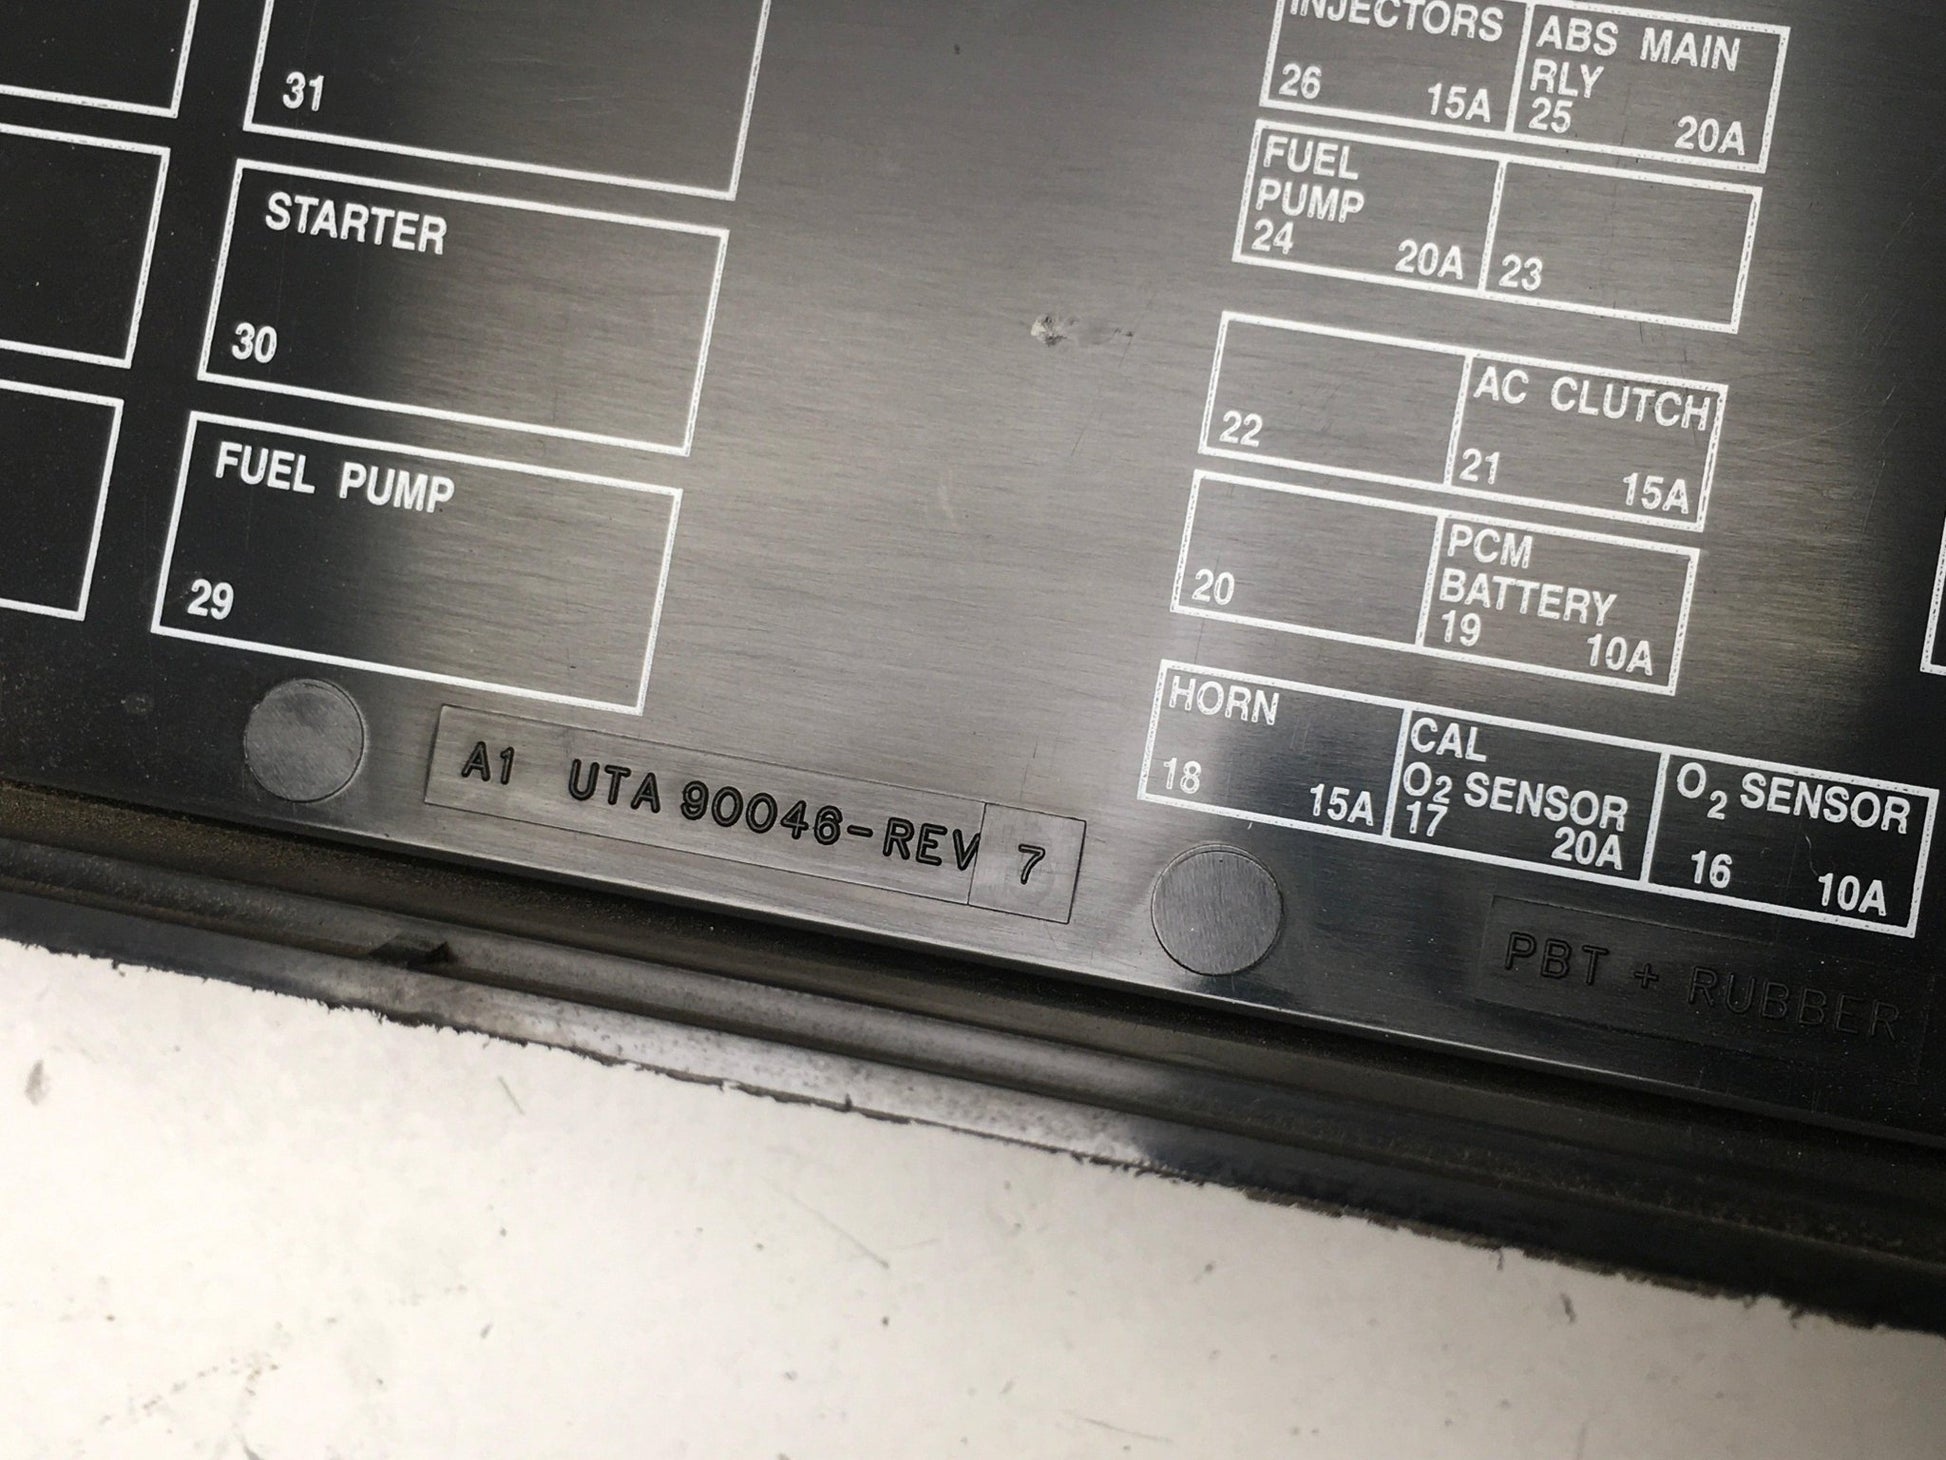 31
STARTER
30
FUEL PUMP
29
A1 UTA 90046-REV 7
INJECTORS
26 15A
ABS MAIN
RLY
25 20A
FUEL
PUMP
24 20A
23
22
AC CLUTCH
21 15A
20
PCM
BATTERY
19 10A
HORN
18 15A
CAL
O2 SENSOR
17 20A
O2 SENSOR
16 10A
PBT + RUBBER